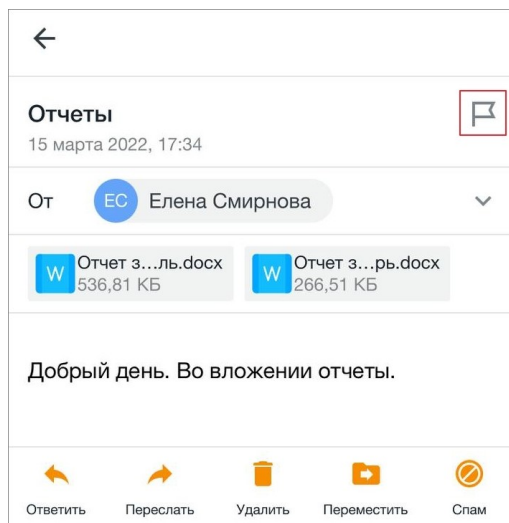 Отчеты
15 марта 2022, 17:34
От ЕС Елена Смирнова
W Отчет з...ль.docx W Отчет з...рь.docx
536,81 КБ 266,51 КБ
Добрый день. Во вложении отчеты.
Ответить Переслать Удалить Переместить Спам